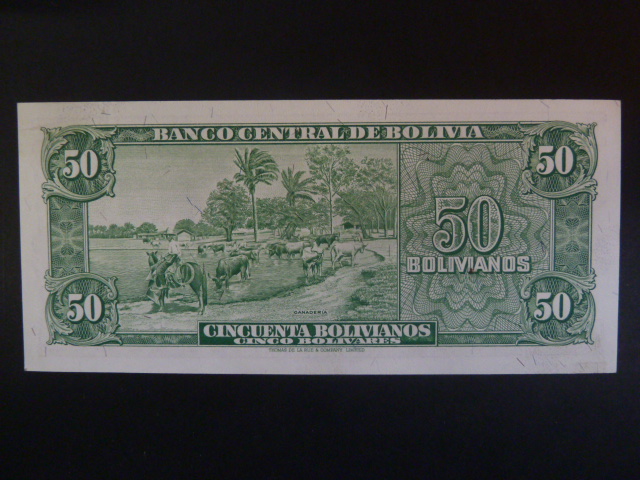 BANCO CENTRAL DE BOLIVIA
50
50
50
BOLIVIANOS
GANADERIA
50
50
CINCUENTA BOLIVIANOS
CINCO BOLIVARES
THOMAS DE LA RUE & COMPANY LIMITED